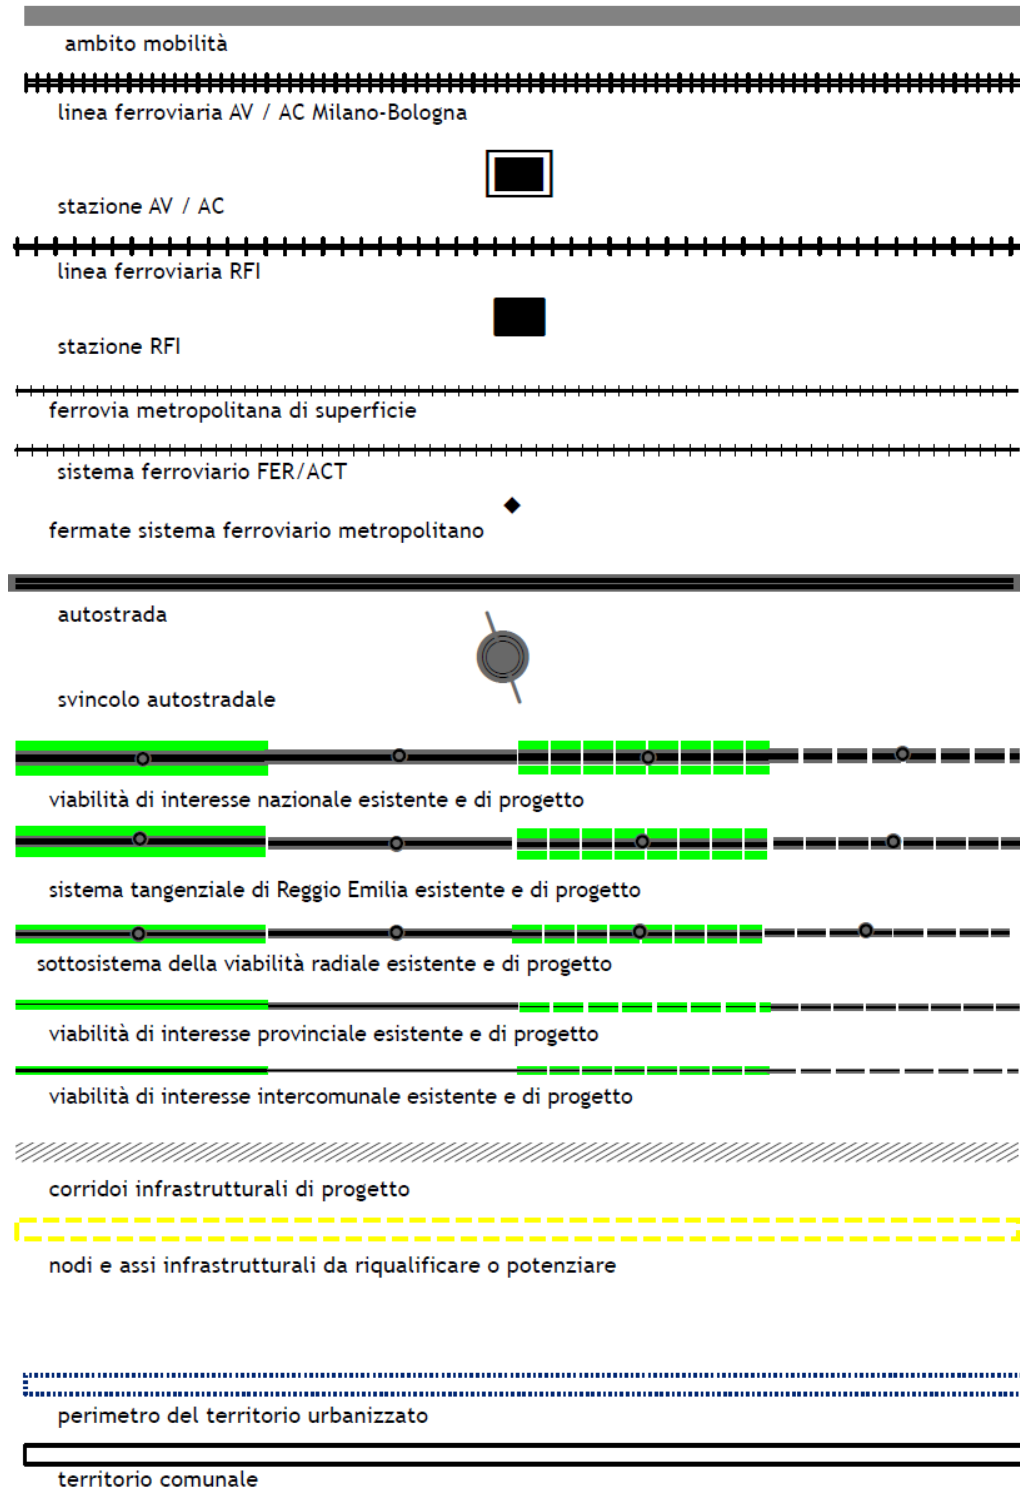 ambito mobilità
linea ferroviaria AV / AC Milano-Bologna
stazione AV / AC
linea ferroviaria RFI
stazione RFI
ferrovia metropolitana di superficie
sistema ferroviario FER/ACT
fermate sistema ferroviario metropolitano
autostrada
svincolo autostradale
viabilità di interesse nazionale esistente e di progetto
sistema tangenziale di Reggio Emilia esistente e di progetto
sottosistema della viabilità radiale esistente e di progetto
viabilità di interesse provinciale esistente e di progetto
viabilità di interesse intercomunale esistente e di progetto
corridoi infrastrutturali di progetto
nodi e assi infrastrutturali da riqualificare o potenziare
perimetro del territorio urbanizzato
territorio comunale